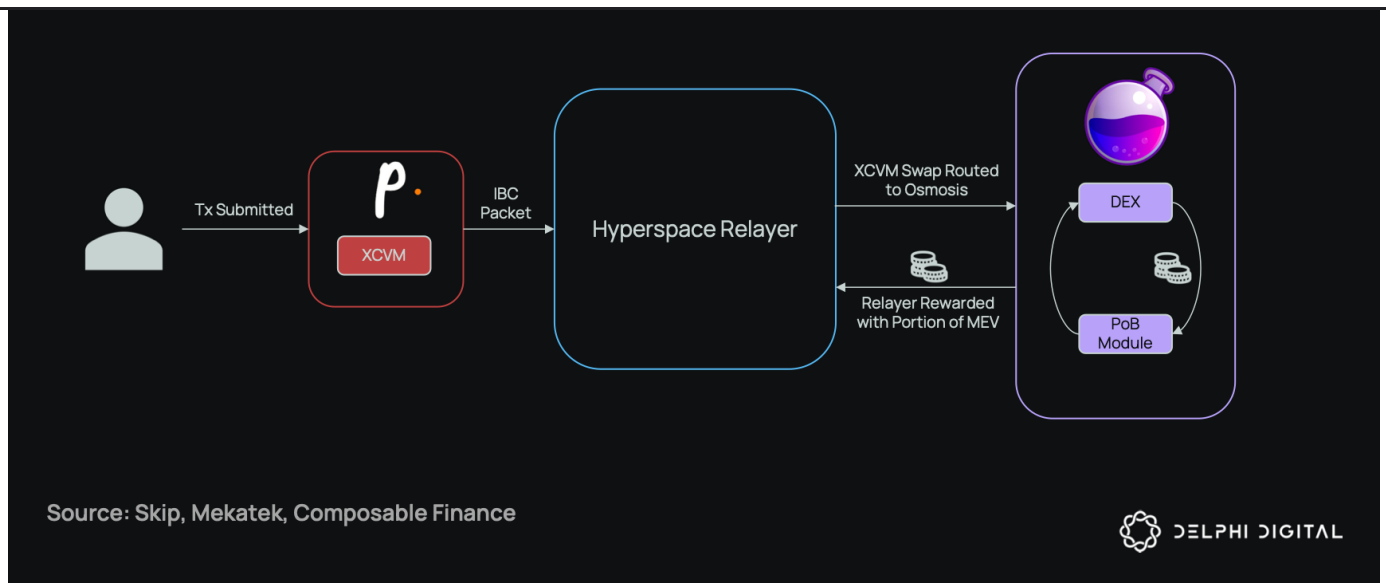 Tx Submitted
p.
XCVM
IBC
Packet
Hyperspace Relayer
XCVM Swap Routed
to Osmosis
Relayer Rewarded
with Portion of MEV
DEX
PoB
Module
Source: Skip, Mekatek, Composable Finance
DELPHI DIGITAL